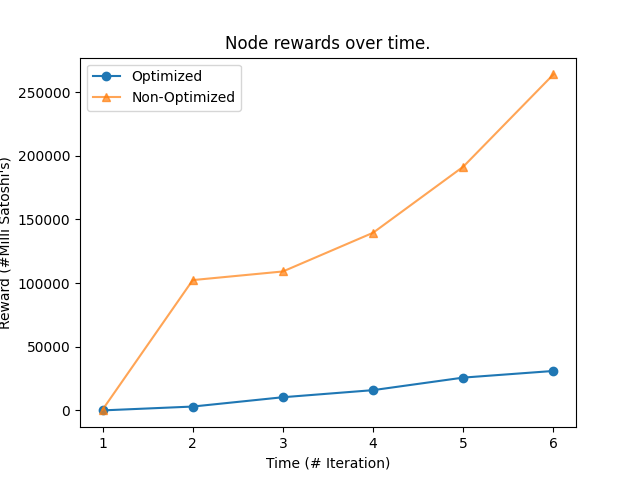 Node rewards over time.
Optimized
Non-Optimized
250000
200000
150000
100000
50000
0
Reward (#Milli Satoshi's)
1 2 3 4 5 6
Time (# Iteration)